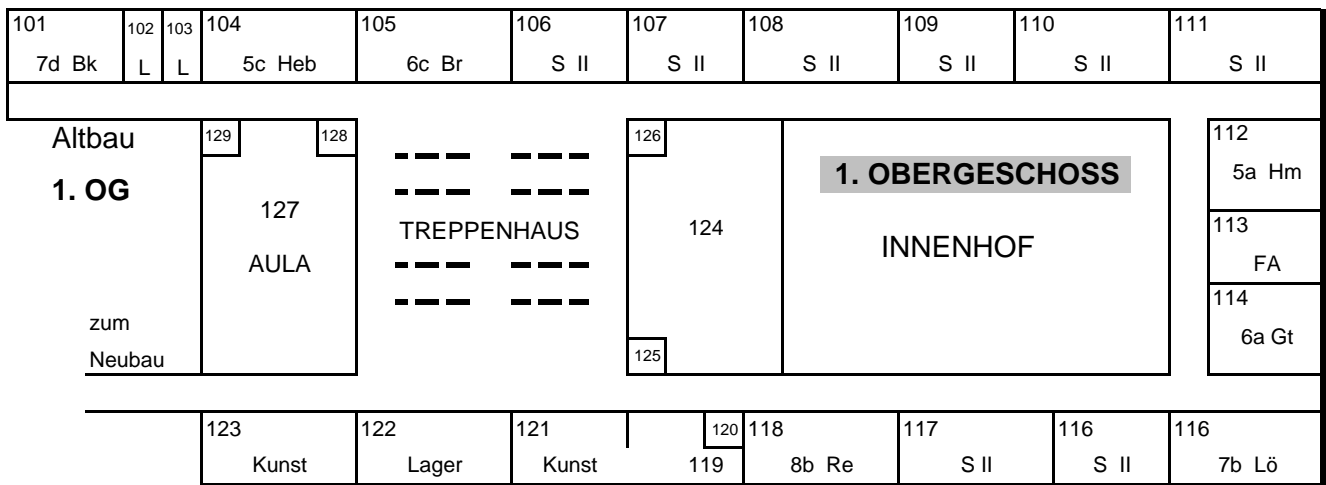 101 102 103 104 105 106 107 108 109 110 111
7d Bk L L 5c Heb 6c Br S II S II S II S II S II S II
Altbau 129 128 126 112
1. OG 1. OBERGESCHOSS 5a Hm
127 TREPPENHAUS 124 INNENHOF 113
AULA FA
114
zum 6a Gt
Neubau 125
123 122 121 120 118 117 116 116
Kunst Lager Kunst 119 8b Re S II S II 7b Lö